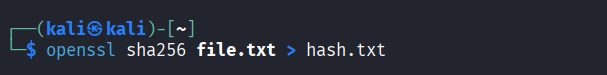 ┌──(kali㉿kali)-[~]
└─$ openssl sha256 file.txt > hash.txt